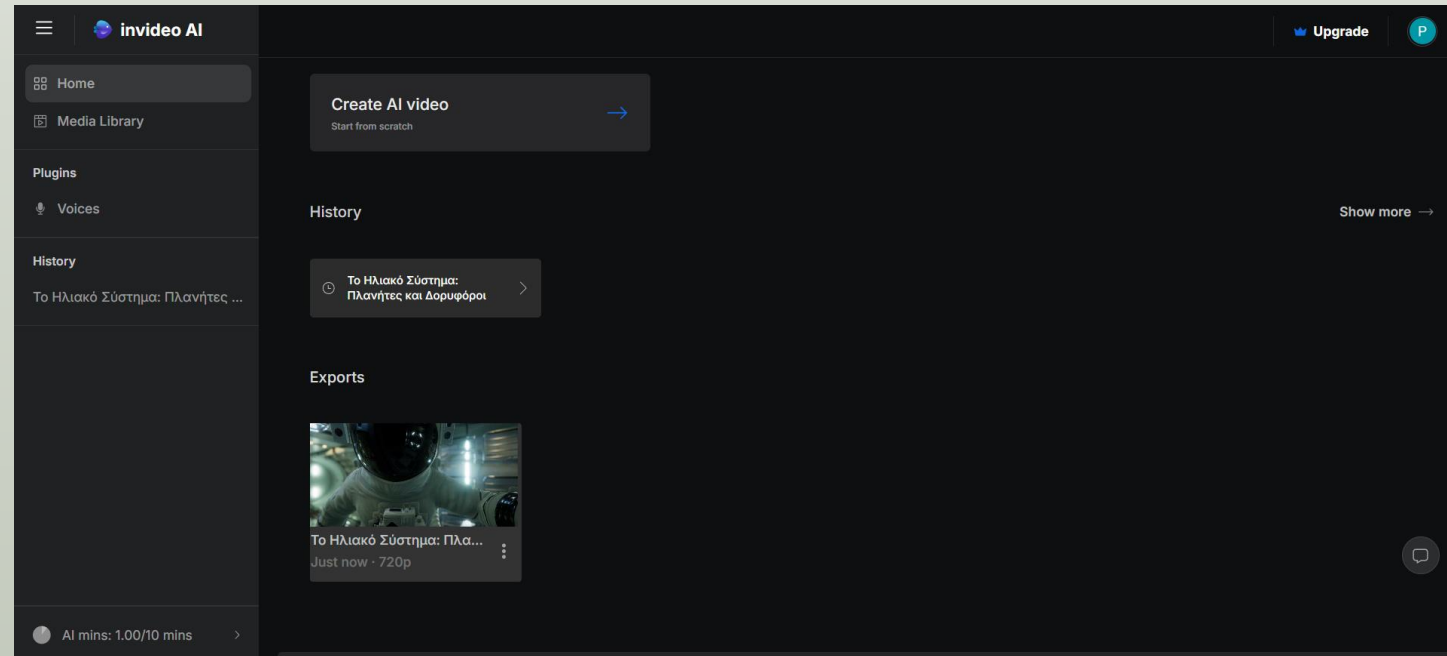 invideo AI
Upgrade
P
Home
Media Library
Plugins
Voices
History
Το Ηλιακό Σύστημα: Πλανήτες ...
AI mins: 1.00/10 mins
Create AI video
Start from scratch
History
Show more
Το Ηλιακό Σύστημα:
Πλανήτες και Δορυφόροι
Exports
Το Ηλιακό Σύστημα: Πλα...
Just now · 720p